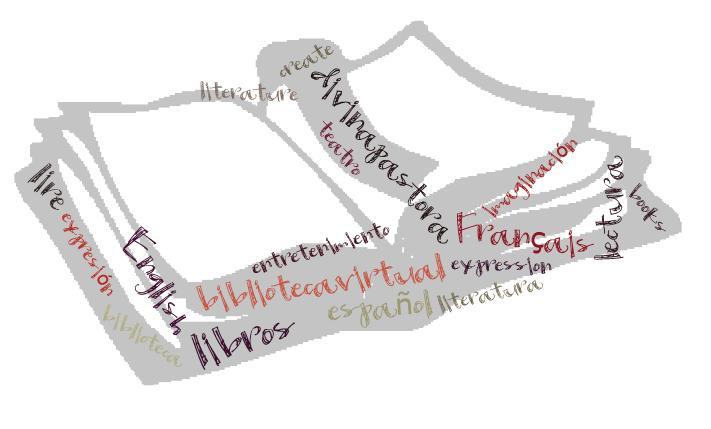 create
literature
divinapastora
teatro
imaginación
lectura
books
lire
expresión
Français
English
entretenimiento
bibliotecavirtual
expression
español
literatura
biblioteca
libros